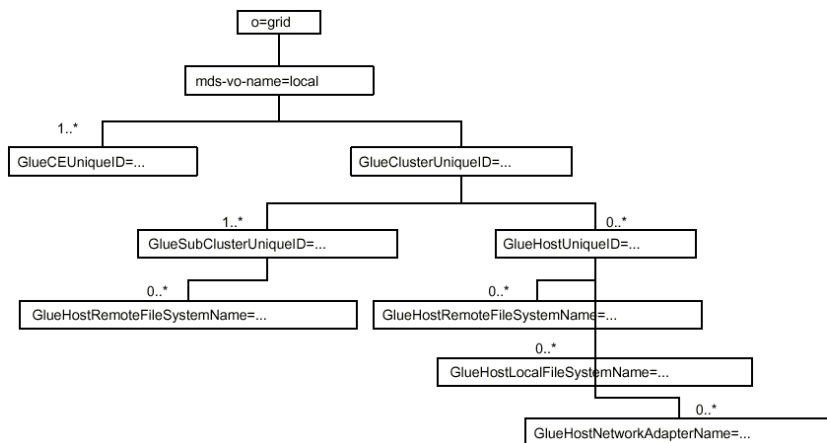 o=grid
mds-vo-name=local
1..*
GlueCEUniqueID=...
GlueClusterUniqueID=...
1..*
0..*
GlueSubClusterUniqueID=...
GlueHostUniqueID=...
0..*
0..*
GlueHostRemoteFileSystemName=...
GlueHostRemoteFileSystemName=...
0..*
GlueHostLocalFileSystemName=...
0..*
GlueHostNetworkAdapterName=...